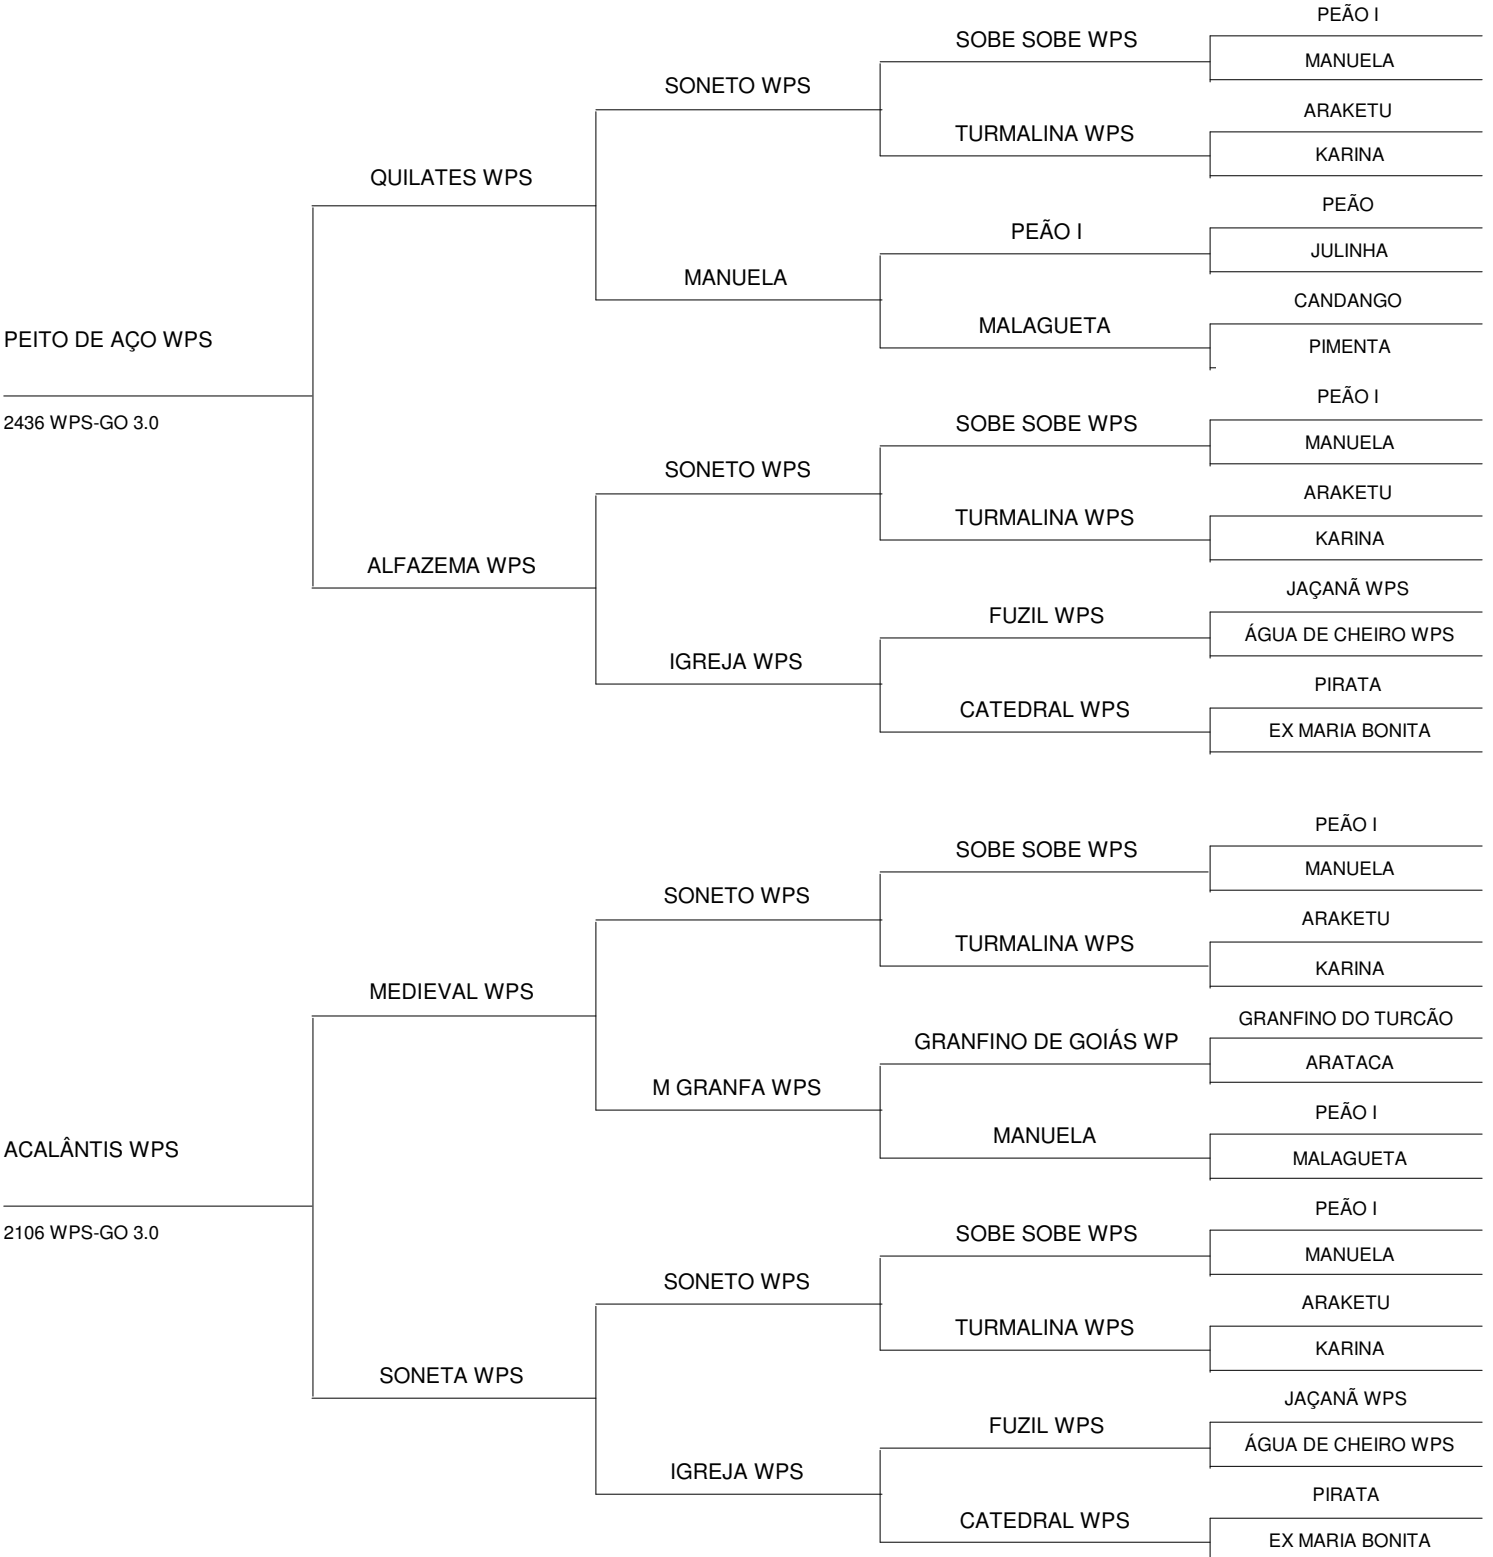 PEÃO I
SOBE SOBE WPS
MANUELA
SONETO WPS
ARAKETU
TURMALINA WPS
KARINA
QUILATES WPS
PEÃO
PEÃO I
JULINHA
MANUELA
CANDANGO
MALAGUETA
PIMENTA
PEITO DE AÇO WPS
2436 WPS-GO 3.0
PEÃO I
SOBE SOBE WPS
MANUELA
SONETO WPS
ARAKETU
TURMALINA WPS
KARINA
ALFAZEMA WPS
JAÇANÃ WPS
FUZIL WPS
ÁGUA DE CHEIRO WPS
IGREJA WPS
PIRATA
CATEDRAL WPS
EX MARIA BONITA
PEÃO I
SOBE SOBE WPS
MANUELA
SONETO WPS
ARAKETU
TURMALINA WPS
KARINA
MEDIEVAL WPS
GRANFINO DO TURCÃO
GRANFINO DE GOIÁS WP
ARATACA
M GRANFA WPS
PEÃO I
MANUELA
MALAGUETA
ACALÂNTIS WPS
2106 WPS-GO 3.0
PEÃO I
SOBE SOBE WPS
MANUELA
SONETO WPS
ARAKETU
TURMALINA WPS
KARINA
SONETA WPS
JAÇANÃ WPS
FUZIL WPS
ÁGUA DE CHEIRO WPS
IGREJA WPS
PIRATA
CATEDRAL WPS
EX MARIA BONITA